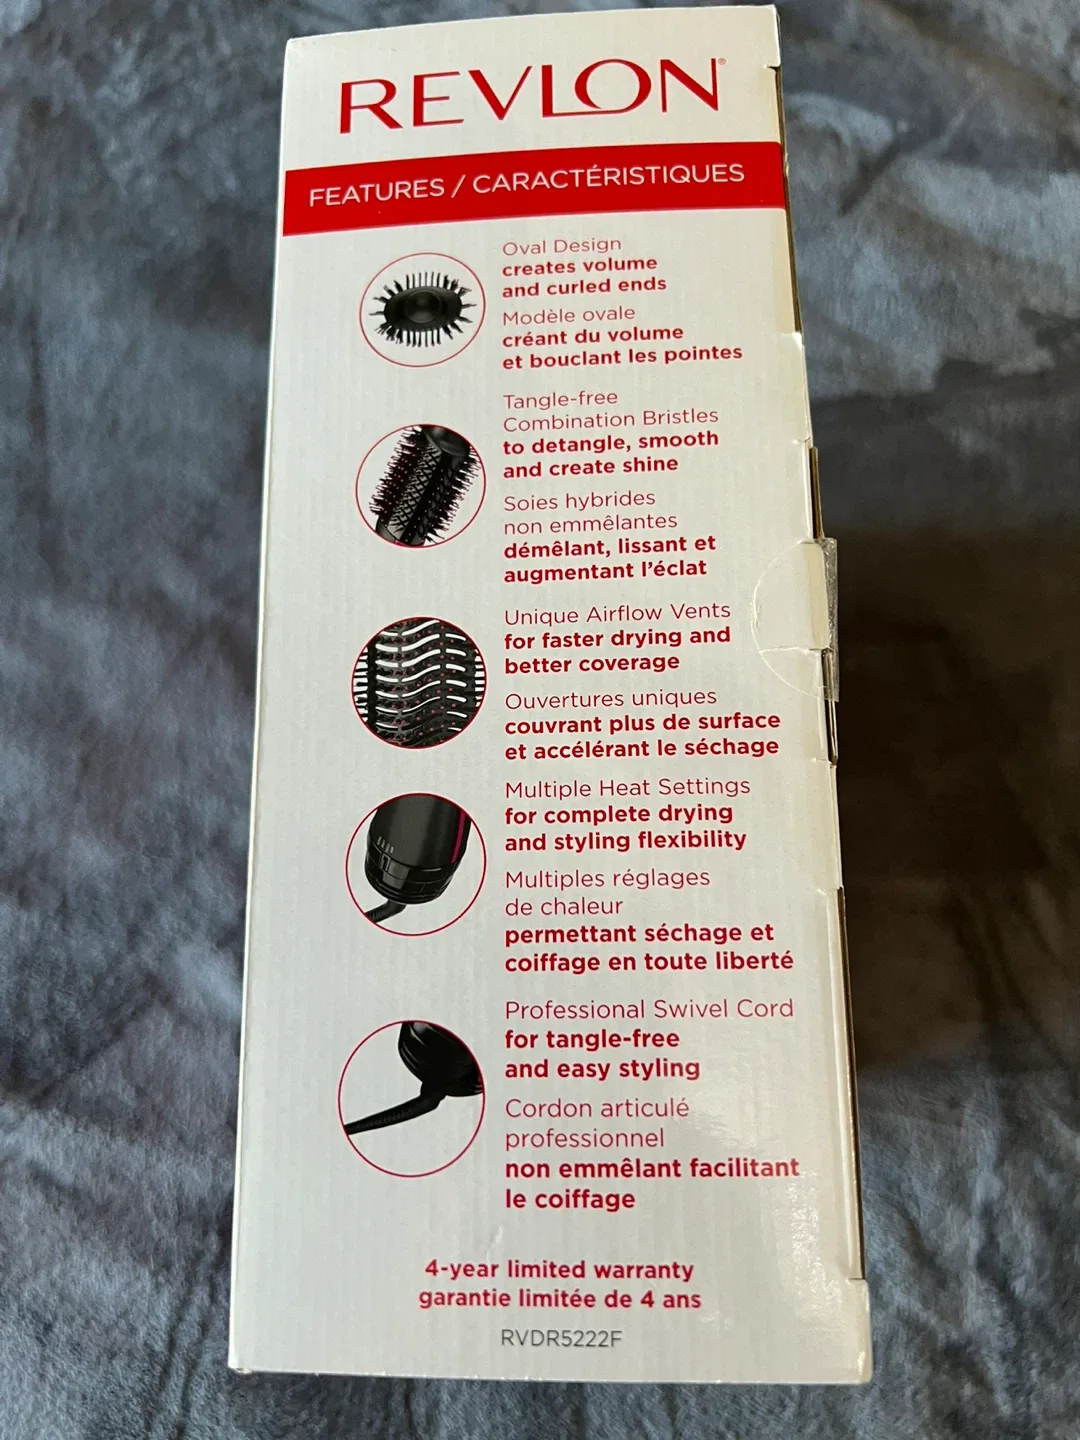 REVLON®
FEATURES / CARACTÉRISTIQUES
Oval Design
creates volume
and curled ends
Modèle ovale
créant du volume
et bouclant les pointes
Tangle-free
Combination Bristles
to detangle, smooth
and create shine
Soies hybrides
non emmêlantes
démêlant, lissant et
augmentant l'éclat
Unique Airflow Vents
for faster drying and
better coverage
Ouvertures uniques
couvrant plus de surface
et accélérant le séchage
Multiple Heat Settings
for complete drying
and styling flexibility
Multiples réglages
de chaleur
permettant séchage et
coiffage en toute liberté
Professional Swivel Cord
for tangle-free
and easy styling
Cordon articulé
professionnel
non emmêlant facilitant
le coiffage
4-year limited warranty
garantie limitée de 4 ans
RVDR5222F